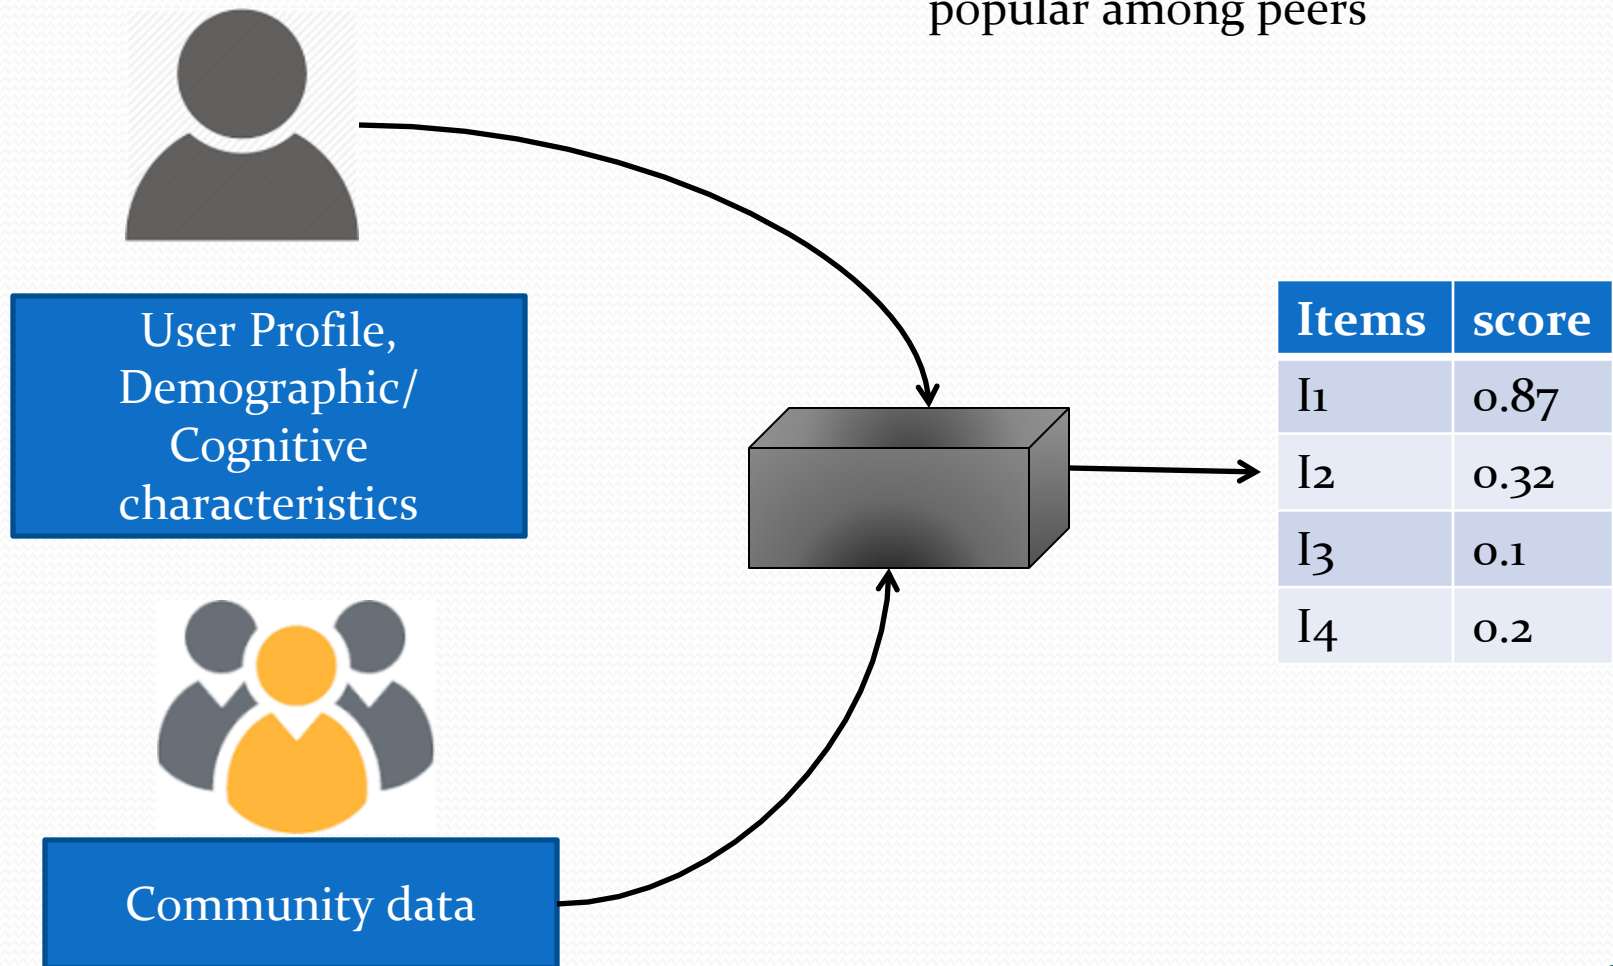 popular among peers
User Profile,
Demographic/
Cognitive
characteristics
Items score
I1 0.87
I2 0.32
I3 0.1
I4 0.2
Community data